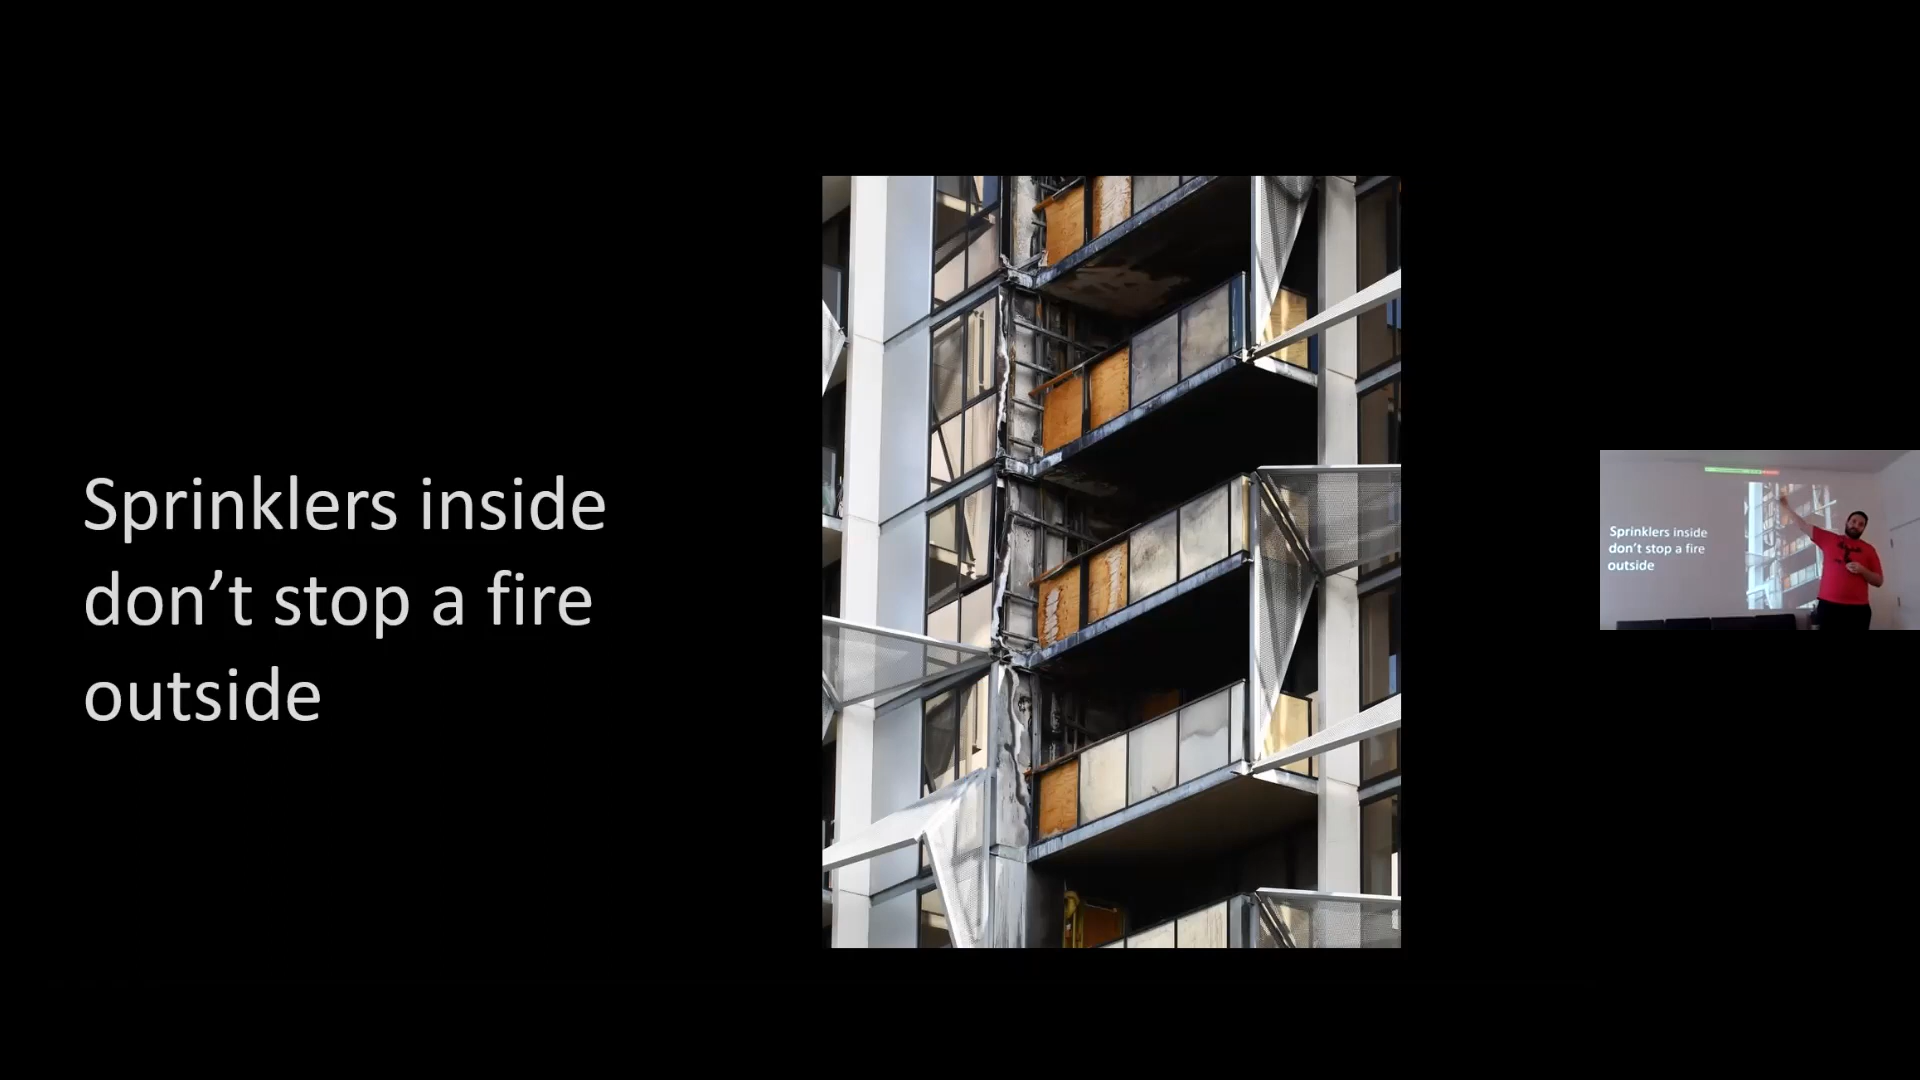 Sprinklers inside
don’t stop a fire
outside
Sprinklers inside
don't stop a fire
outside